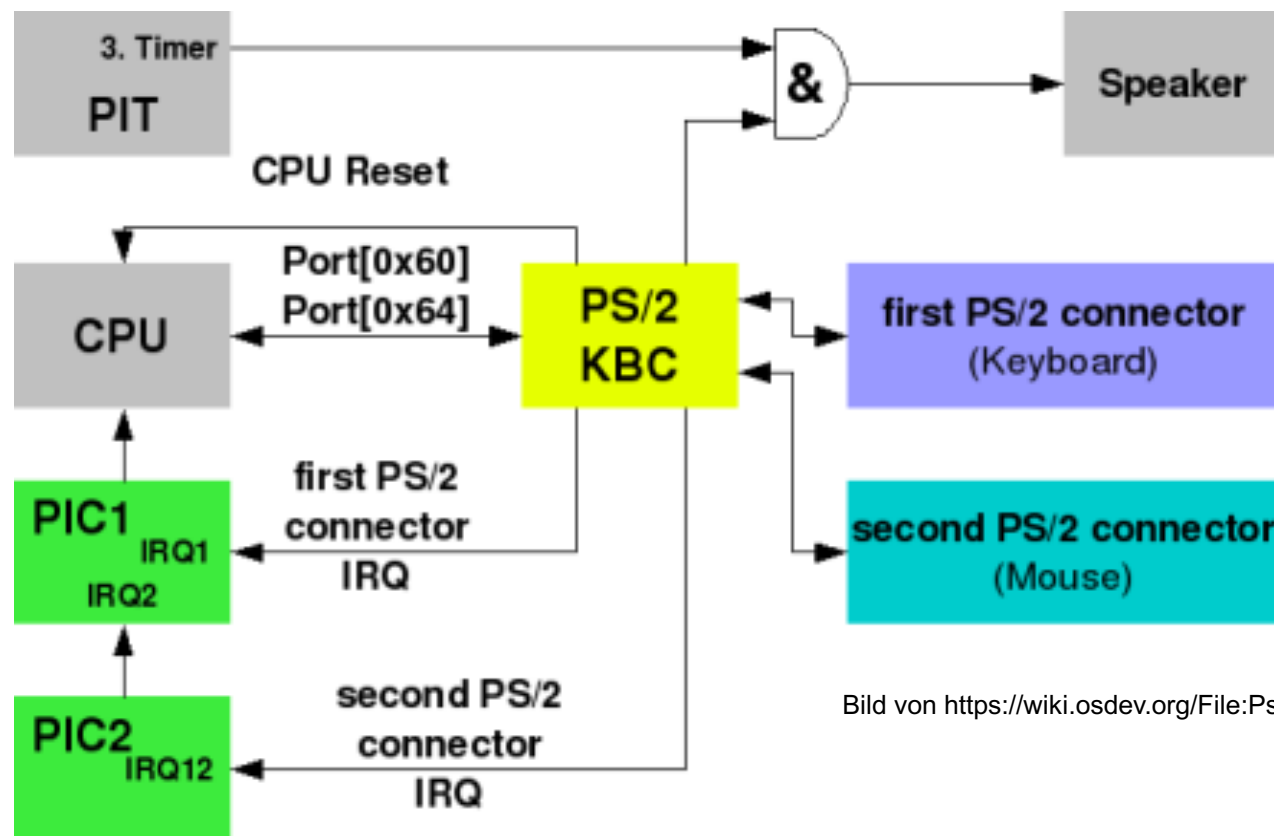 3. Timer
PIT
&
Speaker
CPU Reset
Port[0x60]
Port[0x64]
CPU
PS/2
KBC
first PS/2 connector
(Keyboard)
first PS/2
connector
IRQ
PIC1
IRQ1
IRQ2
second PS/2 connector
(Mouse)
second PS/2
connector
IRQ
PIC2
IRQ12
Bild von https://wiki.osdev.org/File:Ps